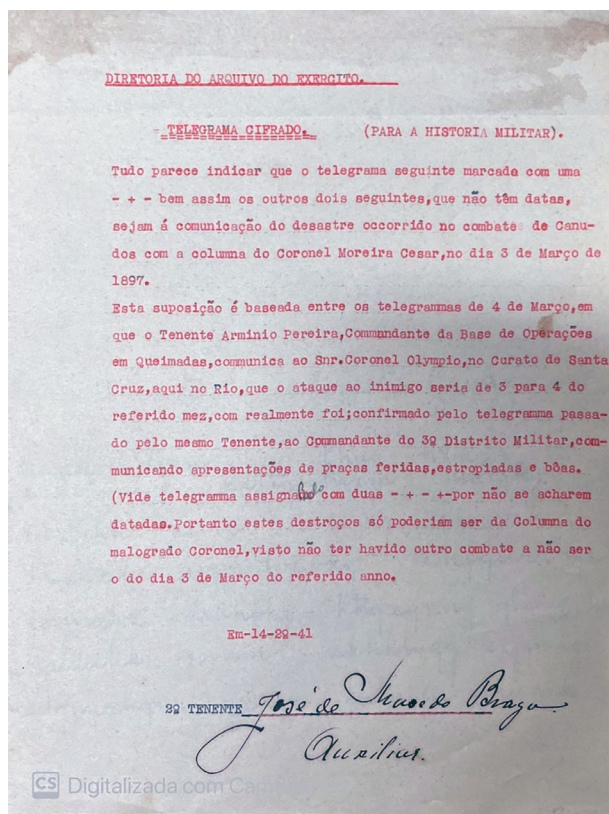 DIRETORIA DO ARQUIVO DO EXERCITO.
TELEGRAMA CIFRADO. (PARA A HISTORIA MILITAR).
Tudo parece indicar que o telegrama seguinte marcada com uma
- + - bem assim os outros dois seguintes,que não têm datas,
sejam á comunicação do desastre occorrido no combate de Canu-
dos com a columna do Coronel Moreira Cesar,no dia 3 de Março de
1897.
Esta suposição é baseada entre os telegrammas de 4 de Março,em
que o Tenente Arminio Pereira,Commandante da Base de Operações
em Queimadas,communica ao Snr.Coronel Olympio,no Curato de Santa
Cruz,aqui no Rio,que o ataque ao inimigo seria de 3 para 4 do
referido mez,com realmente foi;confirmado pelo telegramma passa-
do pelo mesmo Tenente,ao Commandante do 3º Distrito Militar,com-
municando apresentações de praças feridas,estropiadas e bôas.
(Vide telegramma assignalado com duas - + - +-por não se acharem
datadas.Portanto estes destroços só poderiam ser da Columna do
malogrado Coronel,visto não ter havido outro combate a não ser
o do dia 3 de Março do referido anno.
Em-14-2º-41
2º TENENTE José de Macedo Braga
Auxiliar.
CS Digitalizada com Cam